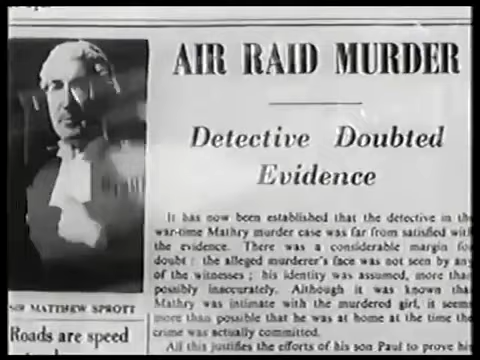 AIR RAID MURDER
Detective Doubted
Evidence
It has now been established that the detective in the
war-time Mathry murder case was far from satisfied with
the evidence. There was a considerable margin for
doubt : the alleged murderer's face was not seen by any
of the witnesses ; his identity was assumed, more than
possibly inaccurately. Although it was known that
Mathry was intimate with the murdered girl, it seems
more than possible that he was at home at the time the
crime was actually committed.
All this justifies the efforts of his son Paul to prove his
SIR MATTHEW SPROTT
Roads are speed